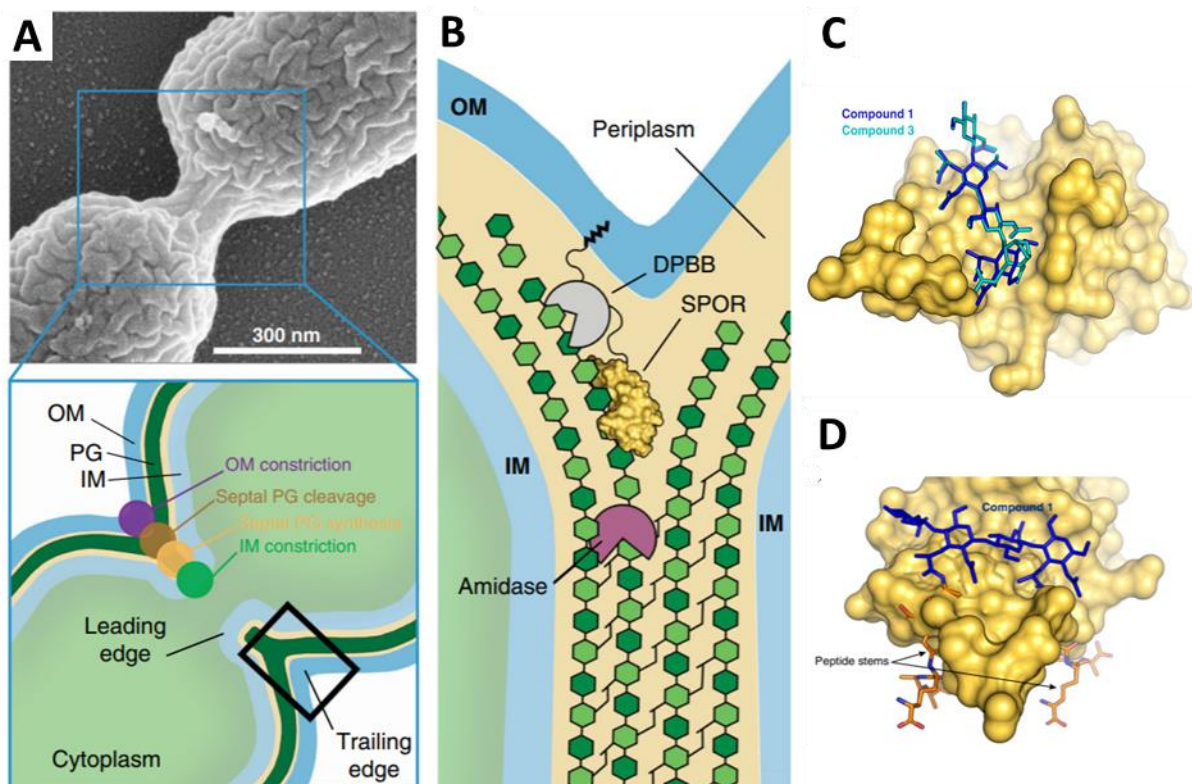 A
300 nm
OM
PG
IM
OM constriction
Septal PG cleavage
Septal PG synthesis
IM constriction
Leading
edge
Trailing
edge
Cytoplasm
B
OM
Periplasm
DPBB
SPOR
IM
IM
Amidase
C
Compound 1
Compound 3
D
Compound 1
Peptide stems